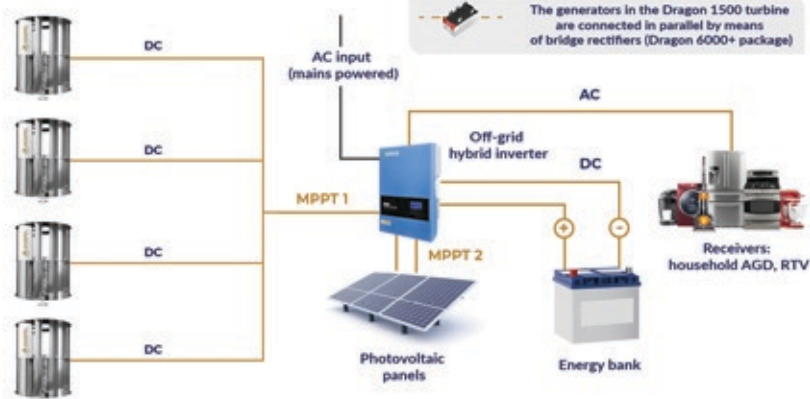 The generators in the Dragon 1500 turbine
are connected in parallel by means
of bridge rectifiers (Dragon 6000+ package)
DC
AC input
(mains powered)
AC
DC
Off-grid
hybrid inverter
DC
MPPT 1
+
-
MPPT 2
Receivers:
household AGD, RTV
DC
DC
Photovoltaic
panels
Energy bank